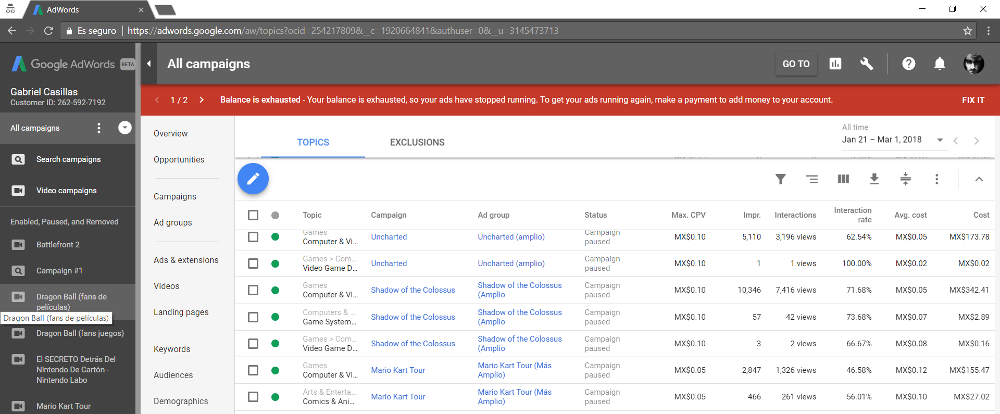 AdWords
Es seguro
https://adwords.google.com/aw/topics?ocid=254217809&__c=1920664841&authuser=0&__u=3145473713
Google AdWords BETA
Gabriel Casillas
Customer ID: 262-592-7192
All campaigns
Search campaigns
Video campaigns
Enabled, Paused, and Removed
Battlefront 2
Campaign #1
Dragon Ball (fans de
películas)
Dragon Ball (fans de películas)
Dragon Ball (fans juegos)
El SECRETO Detrás Del
Nintendo De Cartón -
Nintendo Labo
Mario Kart Tour
All campaigns
GO TO
1 / 2
Balance is exhausted - Your balance is exhausted, so your ads have stopped running. To get your ads running again, make a payment to add money to your account.
FIX IT
Overview
Opportunities
Campaigns
Ad groups
Ads & extensions
Videos
Landing pages
Keywords
Audiences
Demographics
TOPICS
EXCLUSIONS
All time
Jan 21 – Mar 1, 2018
Topic Campaign Ad group Status Max. CPV Impr. Interactions Interaction rate Avg. cost Cost
Games
Computer & Vi... Uncharted Uncharted (amplio) Campaign paused MX$0.10 5,110 3,196 views 62.54% MX$0.05 MX$173.78
Games > Com...
Video Game D... Uncharted Uncharted (amplio) Campaign paused MX$0.10 1 1 views 100.00% MX$0.02 MX$0.02
Games
Computer & Vi... Shadow of the Colossus Shadow of the Colossus (Amplio Campaign paused MX$0.10 10,346 7,416 views 71.68% MX$0.05 MX$342.41
Computers & ...
Game System... Shadow of the Colossus Shadow of the Colossus (Amplio Campaign paused MX$0.10 57 42 views 73.68% MX$0.07 MX$2.89
Games > Com...
Video Game D... Shadow of the Colossus Shadow of the Colossus (Amplio Campaign paused MX$0.10 3 2 views 66.67% MX$0.08 MX$0.16
Games
Computer & Vi... Mario Kart Tour Mario Kart Tour (Más Amplio) Campaign paused MX$0.05 2,847 1,326 views 46.58% MX$0.12 MX$155.47
Arts & Enterta...
Comics & Ani... Mario Kart Tour Mario Kart Tour (Más Amplio) Campaign paused MX$0.05 466 261 views 56.01% MX$0.10 MX$27.02